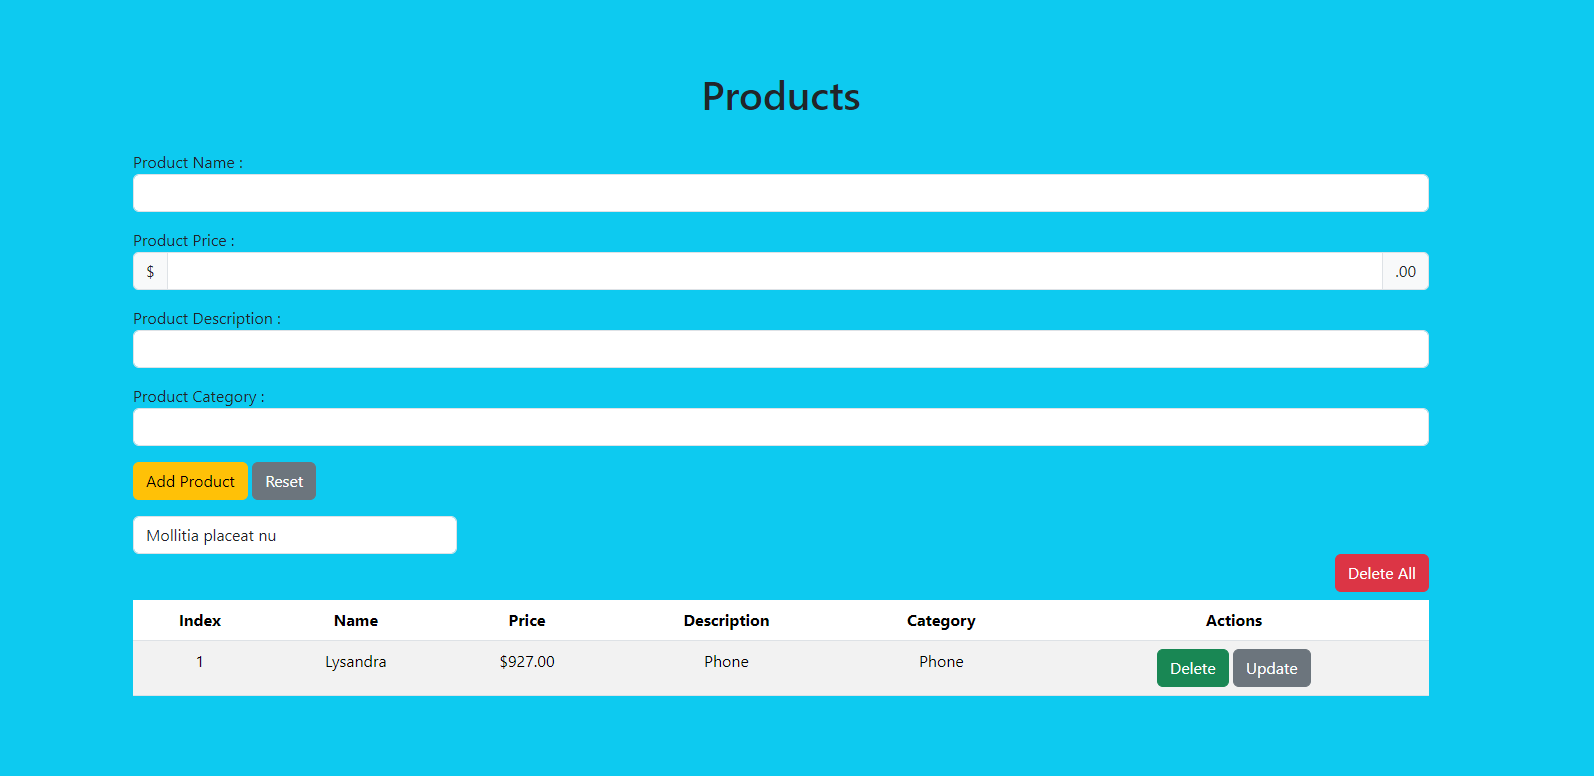 Products
Product Name :
Product Price :
$ .00
Product Description :
Product Category :
Add Product Reset
Mollitia placeat nu
Delete All
Index Name Price Description Category Actions
1 Lysandra $927.00 Phone Phone Delete Update